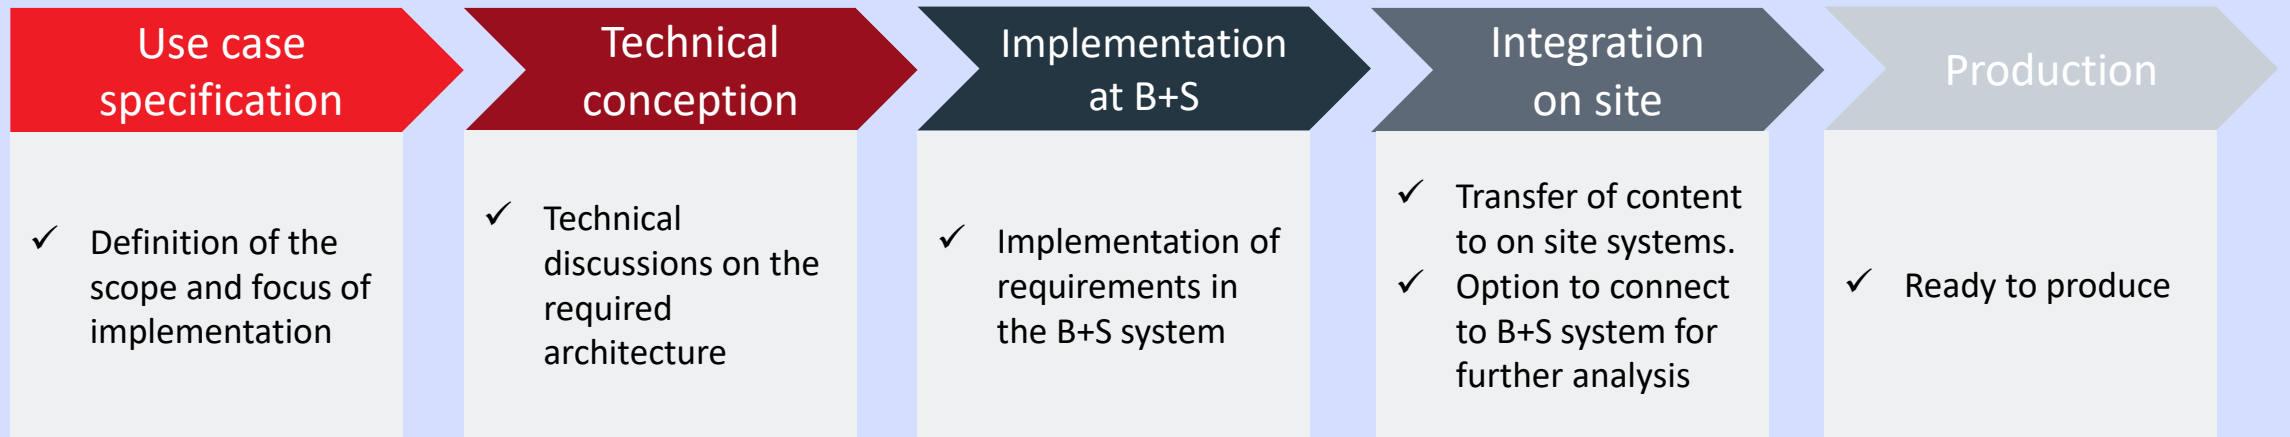 Use case
specification
Technical
conception
Implementation
at B+S
Integration
on site
Production
✓ Definition of the
scope and focus of
implementation
✓ Technical
discussions on the
required
architecture
✓ Implementation of
requirements in
the B+S system
✓ Transfer of content
to on site systems.
✓ Option to connect
to B+S system for
further analysis
✓ Ready to produce